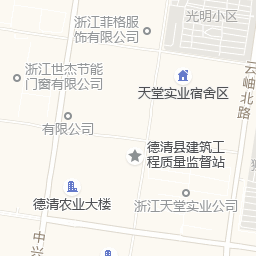 光明小区
浙江菲格服
饰有限公司
云岫北路
浙江世杰节能
门窗有限公司
天堂实业宿舍区
有限公司
德清县建筑工
程质量监督站
德清农业大楼
浙江天堂实业公司
中兴